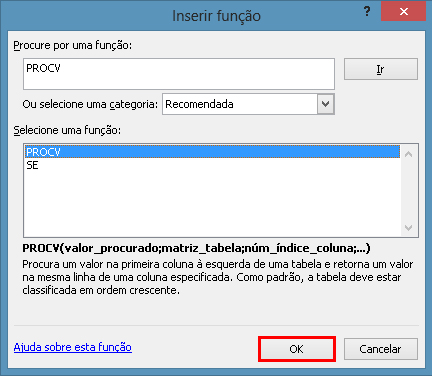 Inserir função
?
Procure por uma função:
PROCV
Ir
Ou selecione uma categoria: Recomendada
Selecione uma função:
PROCV
SE
PROCV(valor_procurado;matriz_tabela;núm_índice_coluna;...)
Procura um valor na primeira coluna à esquerda de uma tabela e retorna um valor
na mesma linha de uma coluna especificada. Como padrão, a tabela deve estar
classificada em ordem crescente.
Ajuda sobre esta função
OK
Cancelar